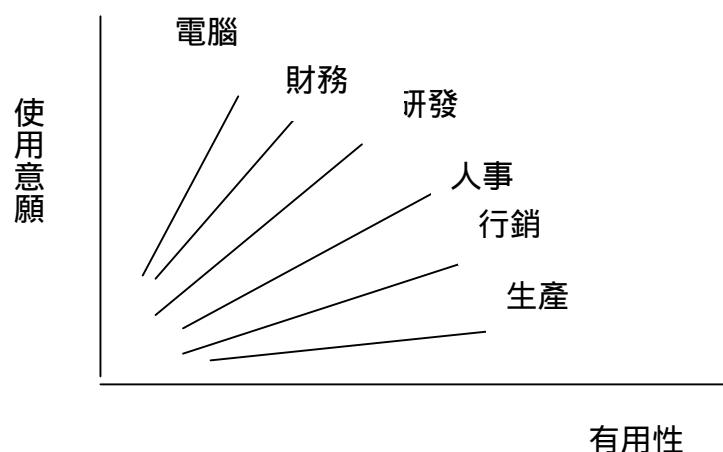 電腦
財務
研發
使用意願
人事
行銷
生產
有用性